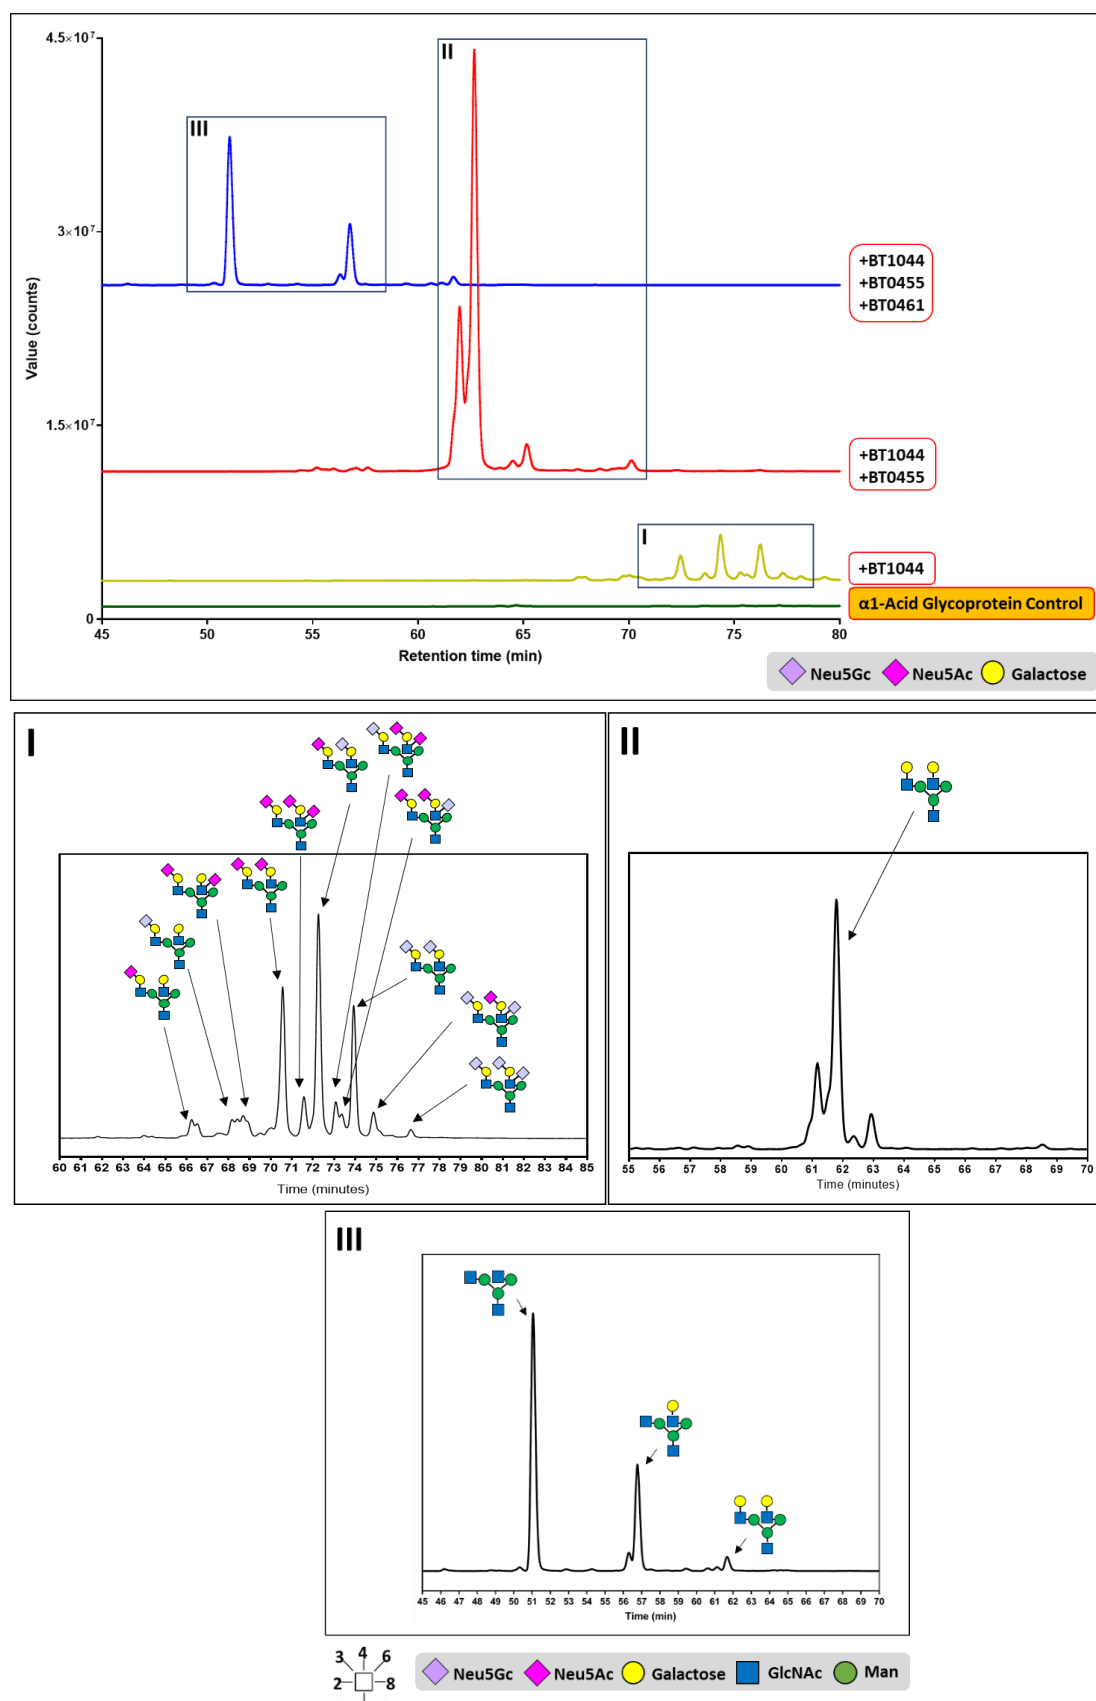 4.5×10⁷
II
III
3×10⁷
+BT1044
+BT0455
+BT0461
Value (counts)
1.5×10⁷
+BT1044
+BT0455
I
+BT1044
α1-Acid Glycoprotein Control
0
45 50 55 60 65 70 75 80
Retention time (min)
Neu5Gc Neu5Ac Galactose
I
60 61 62 63 64 65 66 67 68 69 70 71 72 73 74 75 76 77 79 80 81 82 83 84 85
Time (minutes)
II
55 56 57 58 59 60 61 62 63 64 65 66 67 68 69 70
Time (minutes)
III
45 46 47 48 49 50 51 52 53 54 55 56 57 58 59 60 61 62 63 64 65 66 67 68 69 70
Time (min)
3 4 6
2 8
Neu5Gc Neu5Ac Galactose GlcNAc Man